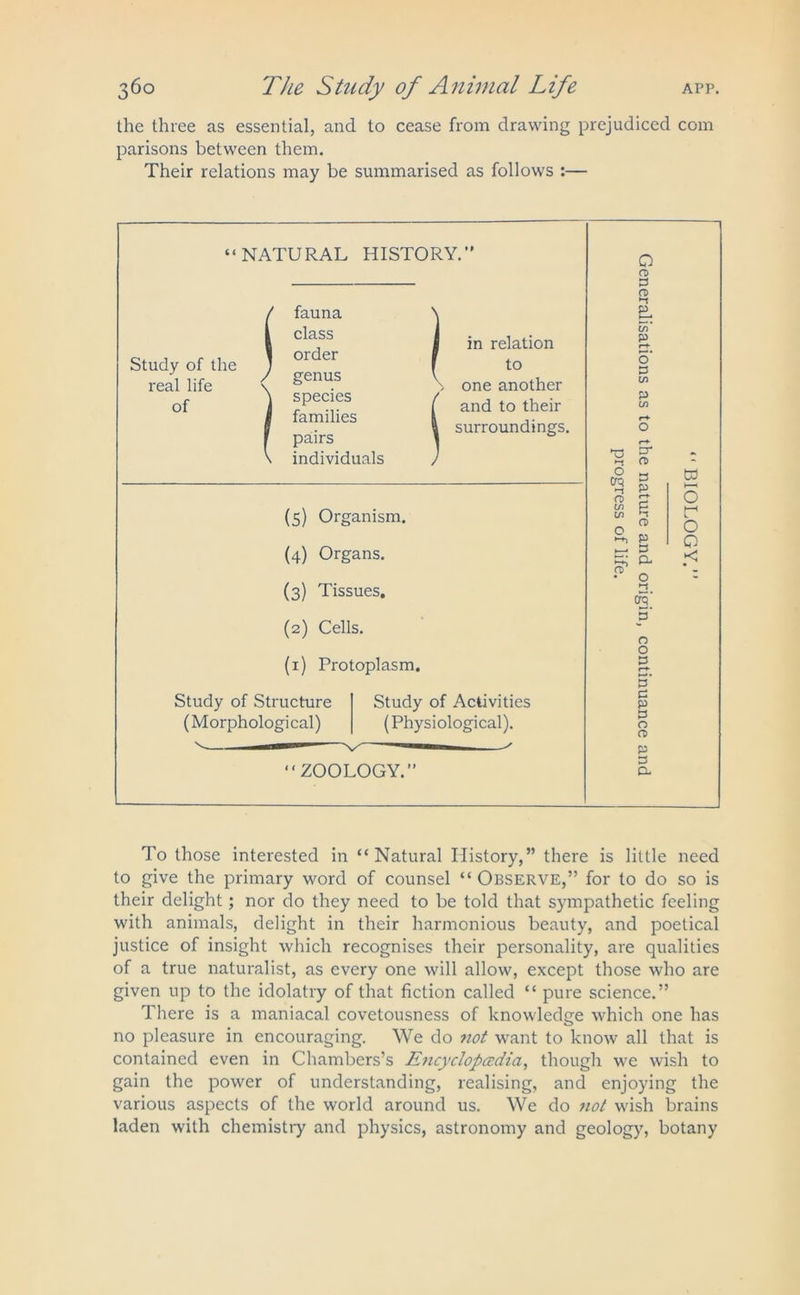 360 The Study of Animal Life APP.
the three as essential, and to cease from drawing prejudiced com
parisons between them.
Their relations may be summarised as follows :—
“NATURAL HISTORY.”
Study of the
real life
of
fauna
class
order
genus
species
families
pairs
individuals
in relation
to
one another
and to their
surroundings.
(5) Organism.
(4) Organs.
(3) Tissues.
(2) Cells.
(1) Protoplasm.
Study of Structure
(Morphological)
Study of Activities
(Physiological).
“ZOOLOGY.”
“BIOLOGY.”
Generalisations as to the nature and origin, continuance and
progress of life.
To those interested in “Natural History,” there is little need
to give the primary word of counsel “OBSERVE,” for to do so is
their delight; nor do they need to be told that sympathetic feeling
with animals, delight in their harmonious beauty, and poetical
justice of insight which recognises their personality, are qualities
of a true naturalist, as every one will allow, except those who are
given up to the idolatry of that fiction called “pure science.”
There is a maniacal covetousness of knowledge which one has
no pleasure in encouraging. We do not want to know all that is
contained even in Chambers’s Encyclopædia, though we wish to
gain the power of understanding, realising, and enjoying the
various aspects of the world around us. We do not wish brains
laden with chemistry and physics, astronomy and geology, botany